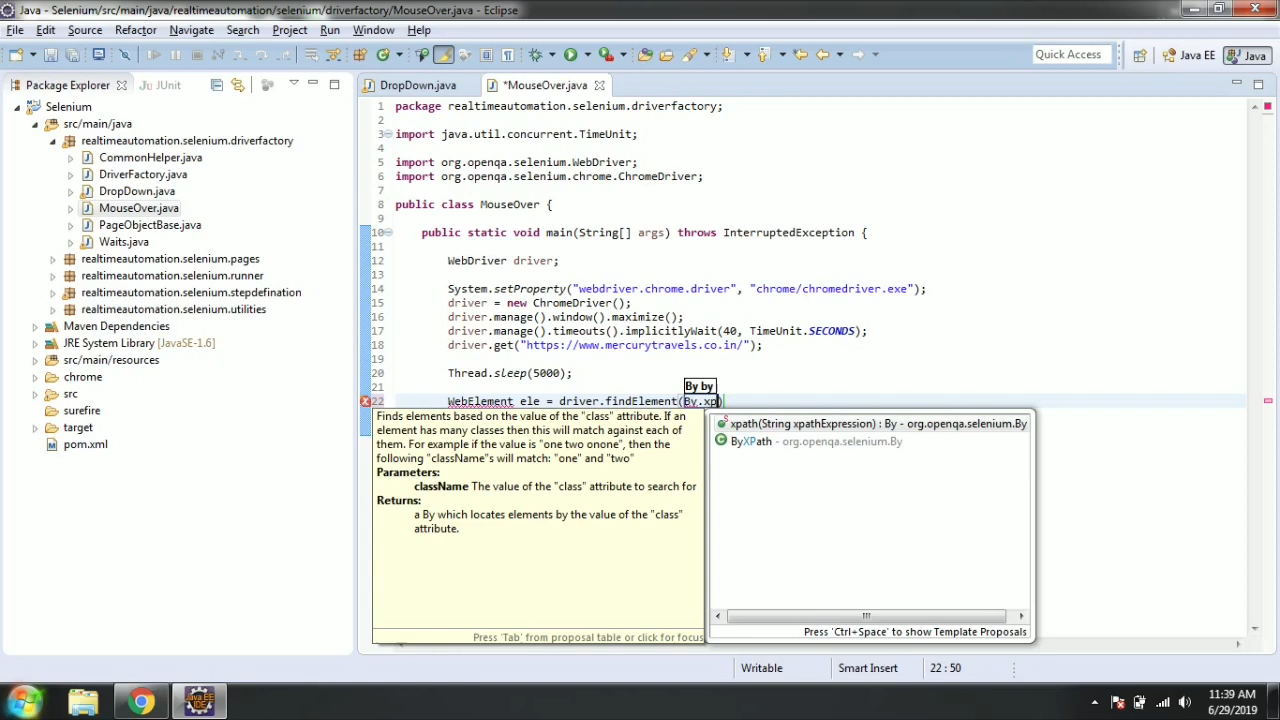 Java - Selenium/src/main/java/realtimeautomation/selenium/driverfactory/MouseOver.java - Eclipse
File Edit Source Refactor Navigate Search Project Run Window Help
Quick Access
Java EE
Java
Package Explorer
JUnit
Selenium
src/main/java
realtimeautomation.selenium.driverfactory
CommonHelper.java
DriverFactory.java
DropDown.java
MouseOver.java
PageObjectBase.java
Waits.java
realtimeautomation.selenium.pages
realtimeautomation.selenium.runner
realtimeautomation.selenium.stepdefination
realtimeautomation.selenium.utilities
Maven Dependencies
JRE System Library [JavaSE-1.6]
src/main/resources
chrome
src
surefire
target
pom.xml
DropDown.java
*MouseOver.java
1 package realtimeautomation.selenium.driverfactory;
2
3 import java.util.concurrent.TimeUnit;
4
5 import org.openqa.selenium.WebDriver;
6 import org.openqa.selenium.chrome.ChromeDriver;
7
8 public class MouseOver {
9
10 public static void main(String[] args) throws InterruptedException {
11
12 WebDriver driver;
13
14 System.setProperty("webdriver.chrome.driver", "chrome/chromedriver.exe");
15 driver = new ChromeDriver();
16 driver.manage().window().maximize();
17 driver.manage().timeouts().implicitlyWait(40, TimeUnit.SECONDS);
18 driver.get("https://www.mercurytravels.co.in/");
19
20 Thread.sleep(5000);
21
By by
22 WebElement ele = driver.findElement(By.xp)
Finds elements based on the value of the "class" attribute. If an
element has many classes then this will match against each of
them. For example if the value is "one two onone", then the
following "className"s will match: "one" and "two"
Parameters:
className The value of the "class" attribute to search for
Returns:
a By which locates elements by the value of the "class"
attribute.
Press 'Tab' from proposal table or click for focus
xpath(String xpathExpression) : By - org.openqa.selenium.By
ByXPath - org.openqa.selenium.By
Press 'Ctrl+Space' to show Template Proposals
Writable
Smart Insert
22 : 50
Java EE
IDE
11:39 AM
6/29/2019